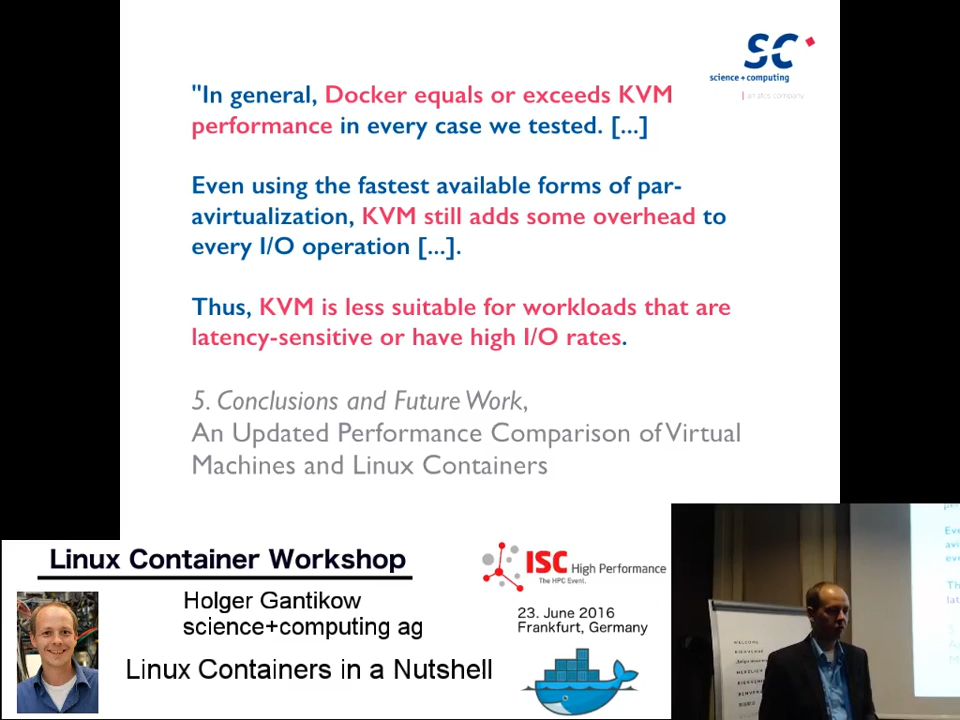 SC
science + computing
an atos company
"In general, Docker equals or exceeds KVM
performance in every case we tested. [...]
Even using the fastest available forms of par-
avirtualization, KVM still adds some overhead to
every I/O operation [...].
Thus, KVM is less suitable for workloads that are
latency-sensitive or have high I/O rates.
5. Conclusions and Future Work,
An Updated Performance Comparison of Virtual
Machines and Linux Containers
Linux Container Workshop
Holger Gantikow
science+computing ag
Linux Containers in a Nutshell
ISC High Performance
The HPC Event.
23. June 2016
Frankfurt, Germany
WELCOME